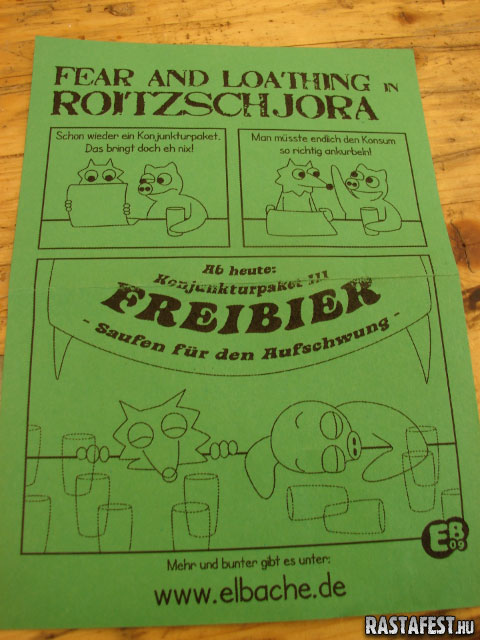 FEAR AND LOATHING IN
ROITZSCHJORA
Schon wieder ein Konjunkturpaket.
Das bringt doch eh nix!
Man müsste endlich den Konsum
so richtig ankurbeln!
Ab heute:
Konjunkturpaket III
FREIBIER
- Saufen für den Aufschwung -
EB
09
Mehr und bunter gibt es unter:
www.elbache.de
RASTAFEST.HU